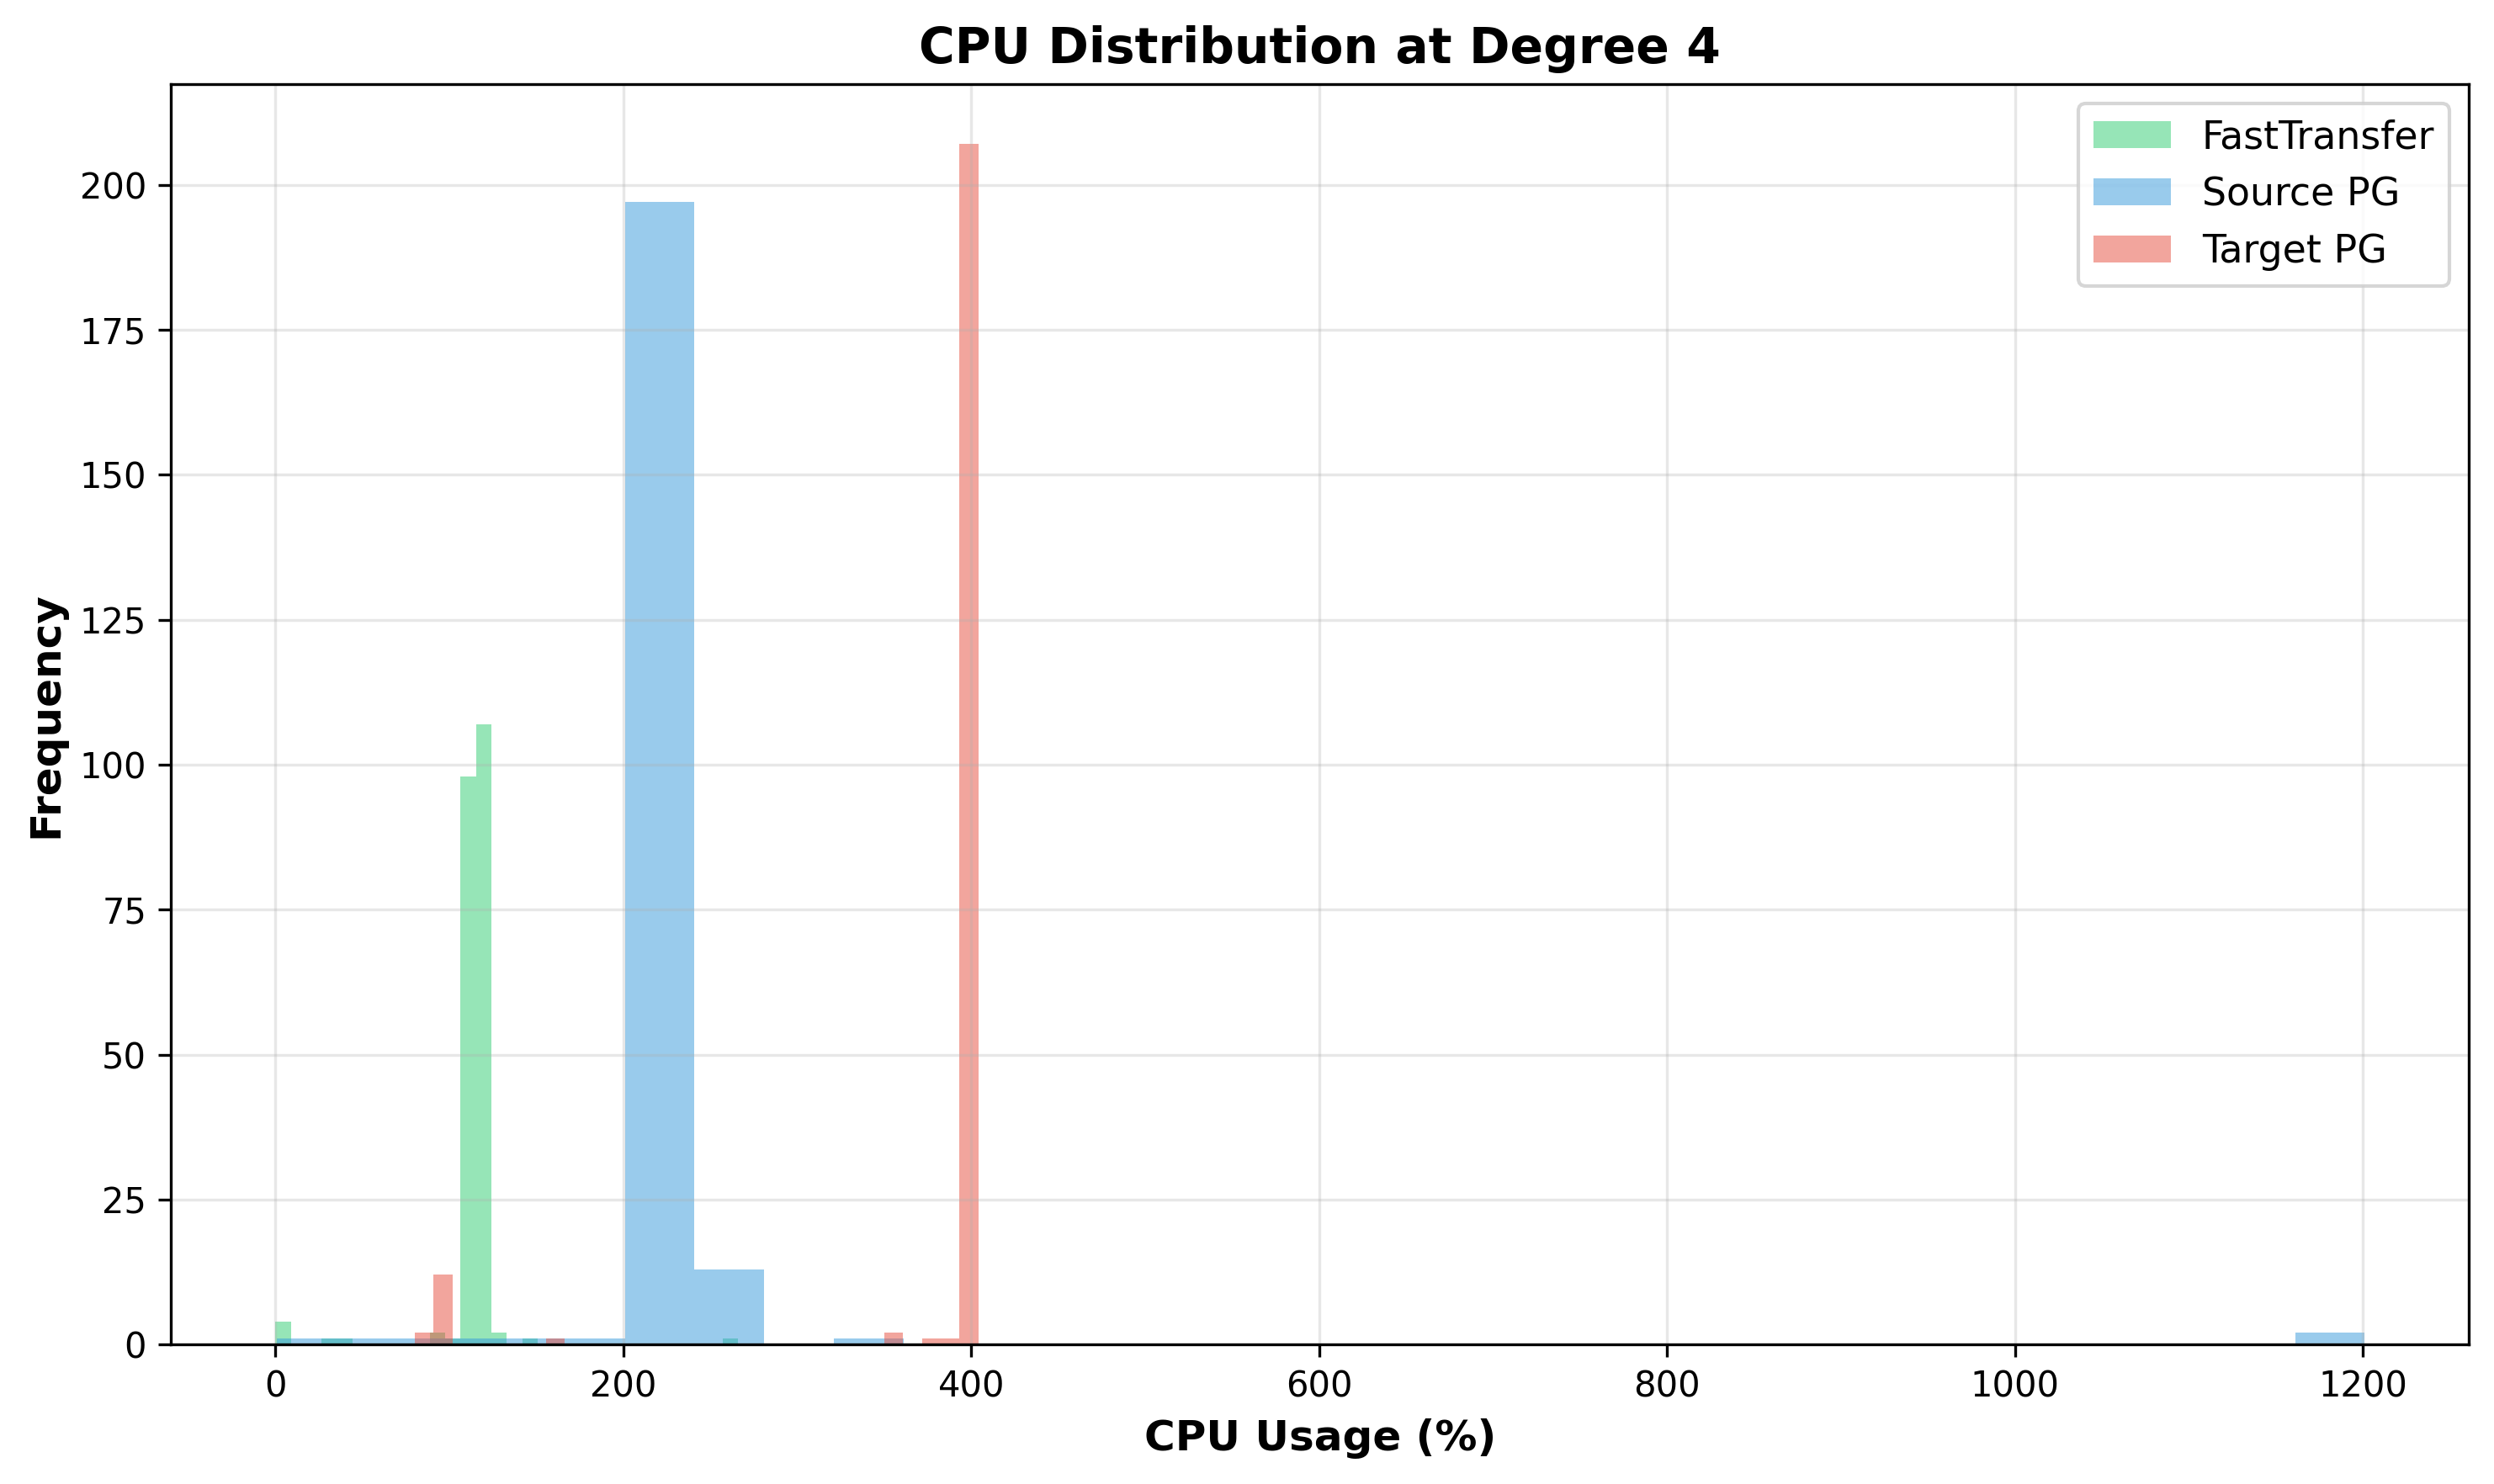 CPU Distribution at Degree 4
FastTransfer
Source PG
Target PG
Frequency
200
175
150
125
100
75
50
25
0
0 200 400 600 800 1000 1200
CPU Usage (%)